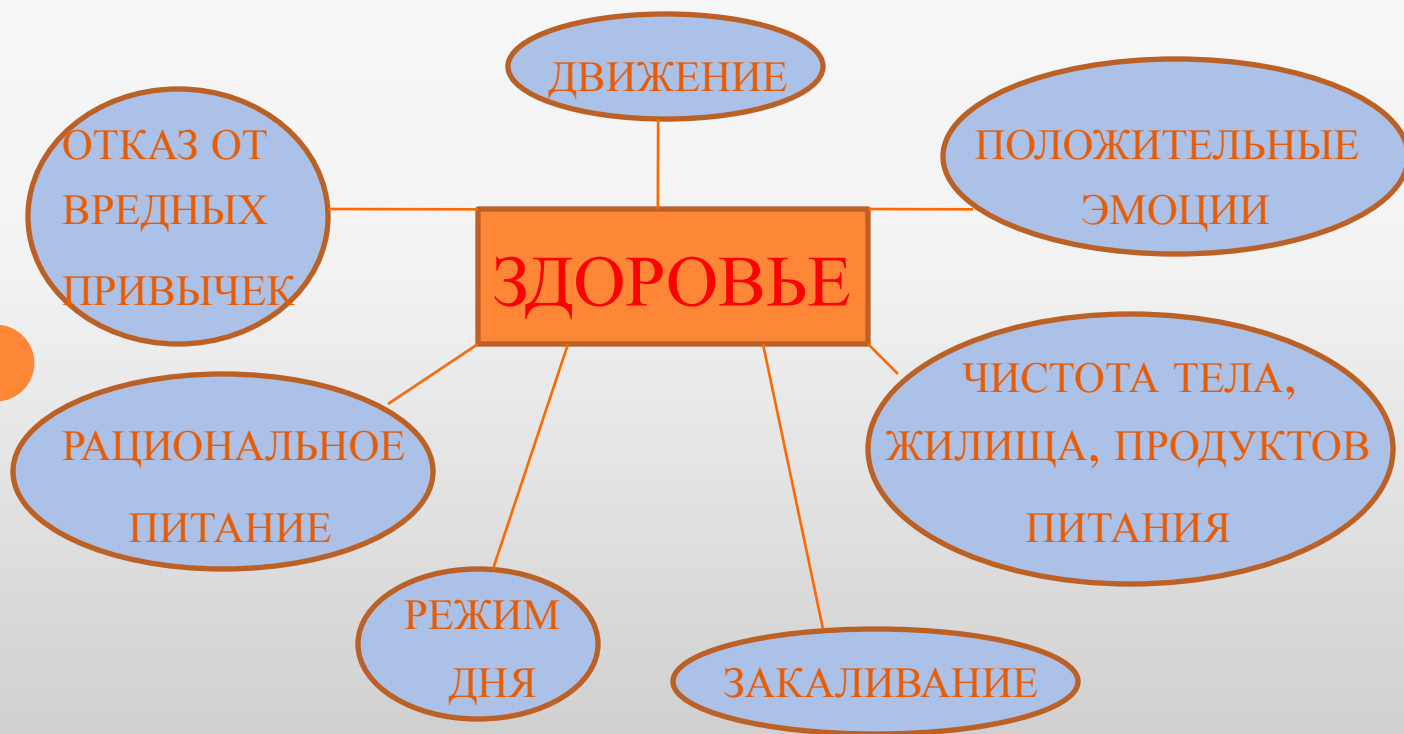 ДВИЖЕНИЕ
ОТКАЗ ОТ
ВРЕДНЫХ
ПРИВЫЧЕК
ПОЛОЖИТЕЛЬНЫЕ
ЭМОЦИИ
ЗДОРОВЬЕ
ЧИСТОТА ТЕЛА,
ЖИЛИЩА, ПРОДУКТОВ
ПИТАНИЯ
РАЦИОНАЛЬНОЕ
ПИТАНИЕ
РЕЖИМ
ДНЯ
ЗАКАЛИВАНИЕ